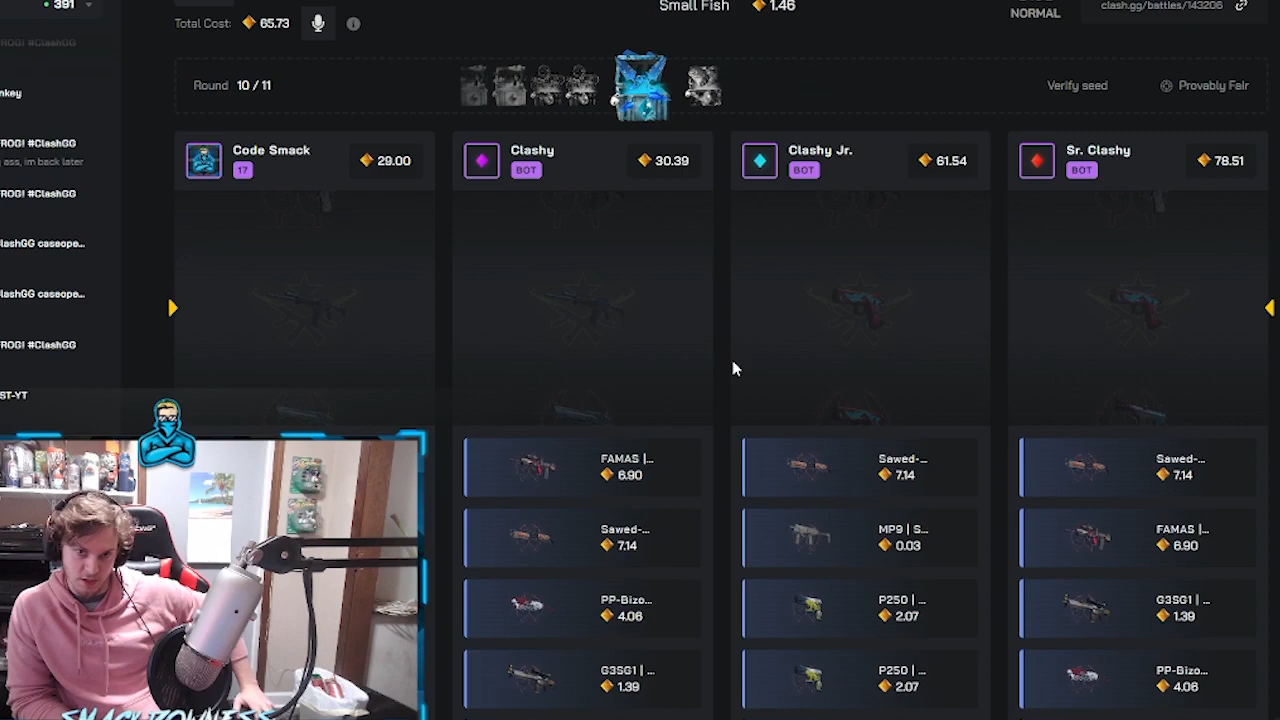 391
Total Cost: 65.73
Small Fish 1.46
NORMAL
clash.gg/battles/143206
ROG! #ClashGG
Round 10 / 11
Verify seed
Provably Fair
nkey
ROG! #ClashGG
ass, im back later
ROG! #ClashGG
lashGG caseope...
lashGG caseope...
ROG! #ClashGG
ST-YT
Code Smack
17
29.00
Clashy
BOT
30.39
Clashy Jr.
BOT
61.54
Sr. Clashy
BOT
78.51
FAMAS |...
6.90
Sawed-...
7.14
Sawed-...
7.14
Sawed-...
7.14
MP9 | S...
0.03
FAMAS |...
6.90
PP-Bizo...
4.06
P250 | ...
2.07
G3SG1 | ...
1.39
G3SG1 | ...
1.39
P250 | ...
2.07
PP-Bizo...
4.06